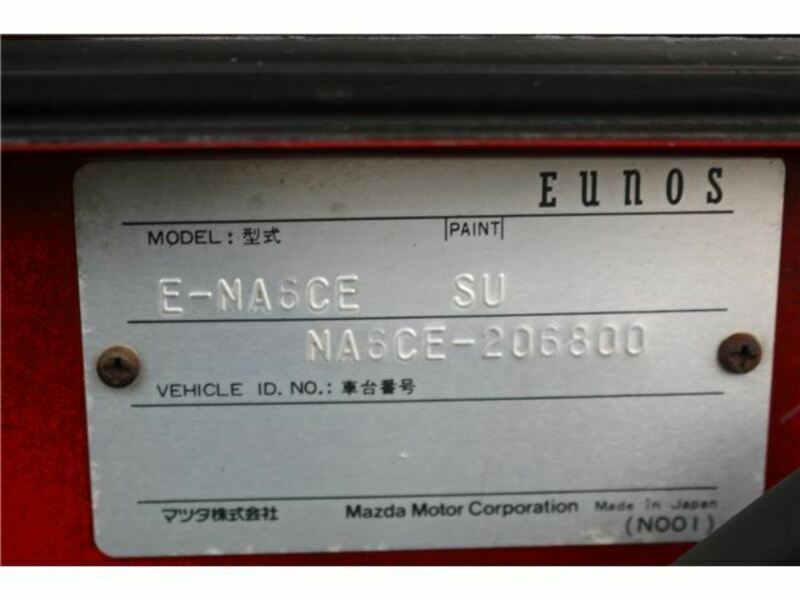 EUNOS
MODEL: 型式 PAINT
E-NA6CE SU
NA6CE-206800
VEHICLE ID. NO.: 車台番号
マツダ株式会社 Mazda Motor Corporation Made In Japan
(N001)